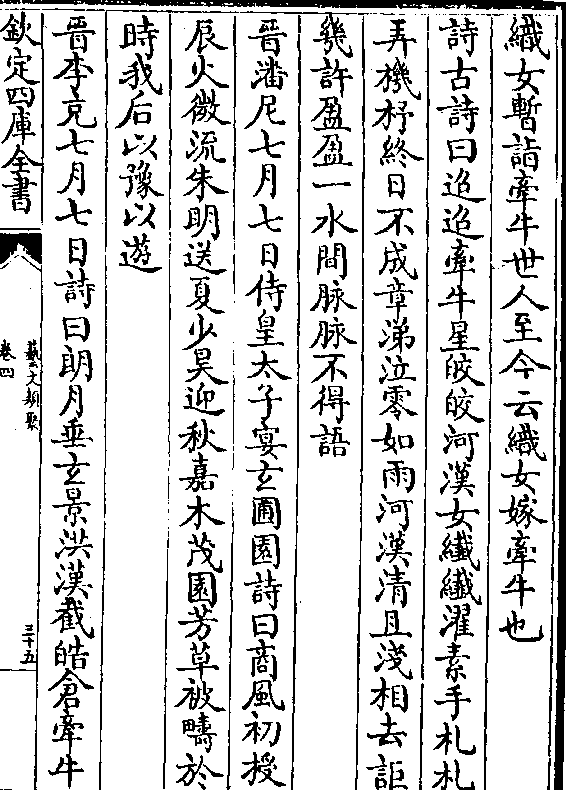 織女暫詣牽牛世人至今云織女嫁牽牛也
詩古詩曰迢迢牽牛星皎皎河漢女纎纎濯素手札札
弄機杼終日不成章涕泣零如雨河漢清且淺相去詎
幾許盈盈一水間脉脉不得語
晉潘尼七月七日侍皇太子宴玄圃園詩曰商風初授
辰火微流朱明送夏少昊迎秋嘉木茂園芳草被疇於
時我后以豫以遊
晉李充七月七日詩曰朗月垂玄景洪漢截皓倉牽牛
欽定四庫全書
藝文類聚
卷四
三十五